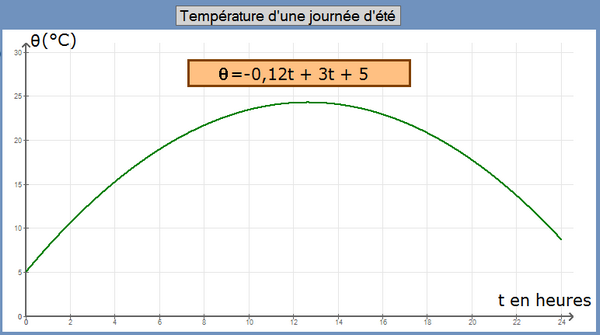 Température d'une journée d'été
θ(°C)
θ=-0,12t + 3t + 5
30
25
20
15
10
5
0
0 2 4 6 8 10 12 14 16 18 20 22 24
t en heures